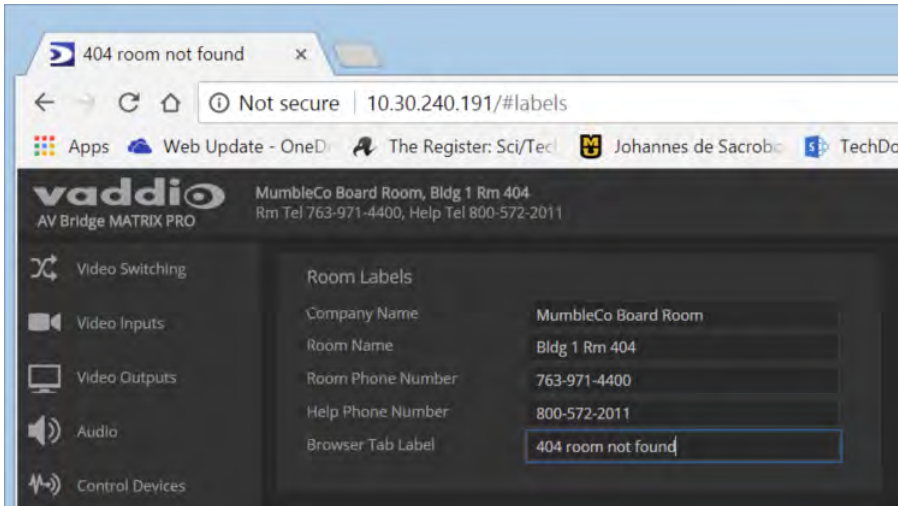 404 room not found
Not secure 10.30.240.191/#labels
Apps Web Update - OneD The Register: Sci/Tec Johannes de Sacrobo TechDo
vaddio
AV Bridge MATRIX PRO
MumbleCo Board Room, Bldg 1 Rm 404
Rm Tel 763-971-4400, Help Tel 800-572-2011
Video Switching
Video Inputs
Video Outputs
Audio
Control Devices
Room Labels
Company Name MumbleCo Board Room
Room Name Bldg 1 Rm 404
Room Phone Number 763-971-4400
Help Phone Number 800-572-2011
Browser Tab Label 404 room not found